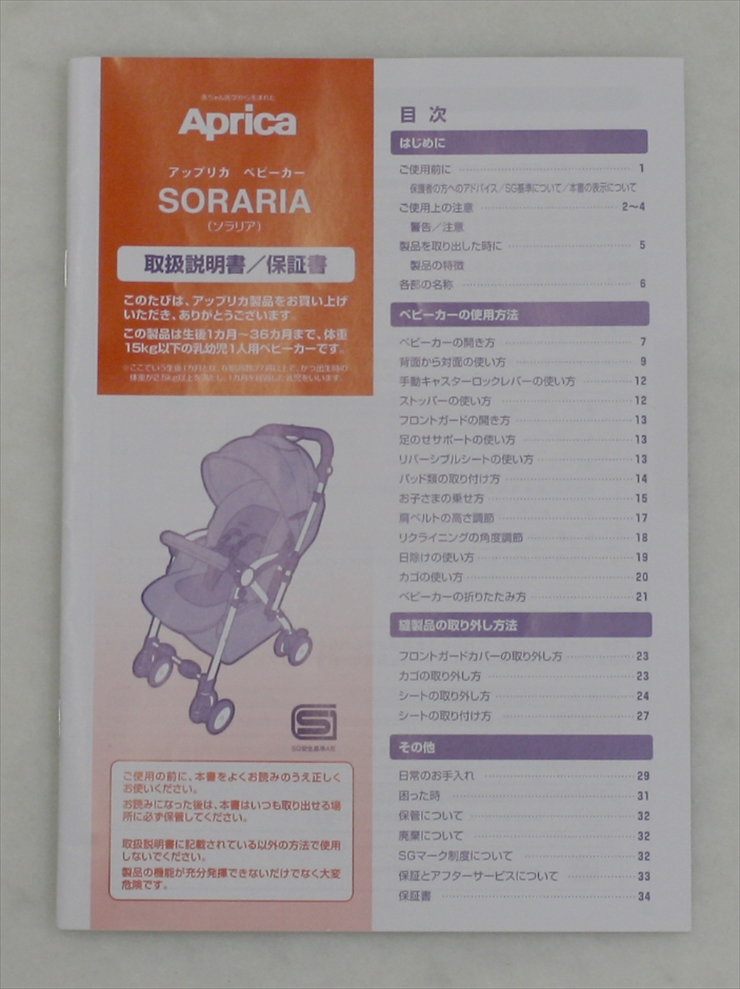 赤ちゃん医学から生まれた
Aprica
アップリカ ベビーカー
SORARIA
(ソラリア)
取扱説明書/保証書
このたびは、アップリカ製品をお買い上げ
いただき、ありがとうございます。
この製品は生後1カ月〜36カ月まで、体重
15kg以下の乳幼児1人用ベビーカーです。
SG
ご使用の前に、本書をよくお読みのうえ正しく
お使いください。
お読みになった後は、本書はいつも取り出せる場
所に必ず保管してください。
取扱説明書に記載されている以外の方法で使用
しないでください。
製品の機能が充分発揮できないだけでなく大変
危険です。
目次
はじめに
ご使用前に 1
保護者の方へのアドバイス/SG基準について/本書の表示について
ご使用上の注意 2〜4
警告/注意
製品を取り出した時に 5
製品の特徴
各部の名称 6
ベビーカーの使用方法
ベビーカーの開き方 7
背面から対面の使い方 9
手動キャスターロックレバーの使い方 12
ストッパーの使い方 12
フロントガードの開き方 13
足のせサポートの使い方 13
リバーシブルシートの使い方 13
パッド類の取り付け方 14
お子さまの乗せ方 15
肩ベルトの高さ調節 17
リクライニングの角度調節 18
日除けの使い方 19
カゴの使い方 20
ベビーカーの折りたたみ方 21
縫製品の取り外し方法
フロントガードカバーの取り外し方 23
カゴの取り外し方 23
シートの取り外し方 24
シートの取り付け方 27
その他
日常のお手入れ 29
困った時 31
保管について 32
廃棄について 32
SGマーク制度について 32
保証とアフターサービスについて 33
保証書 34